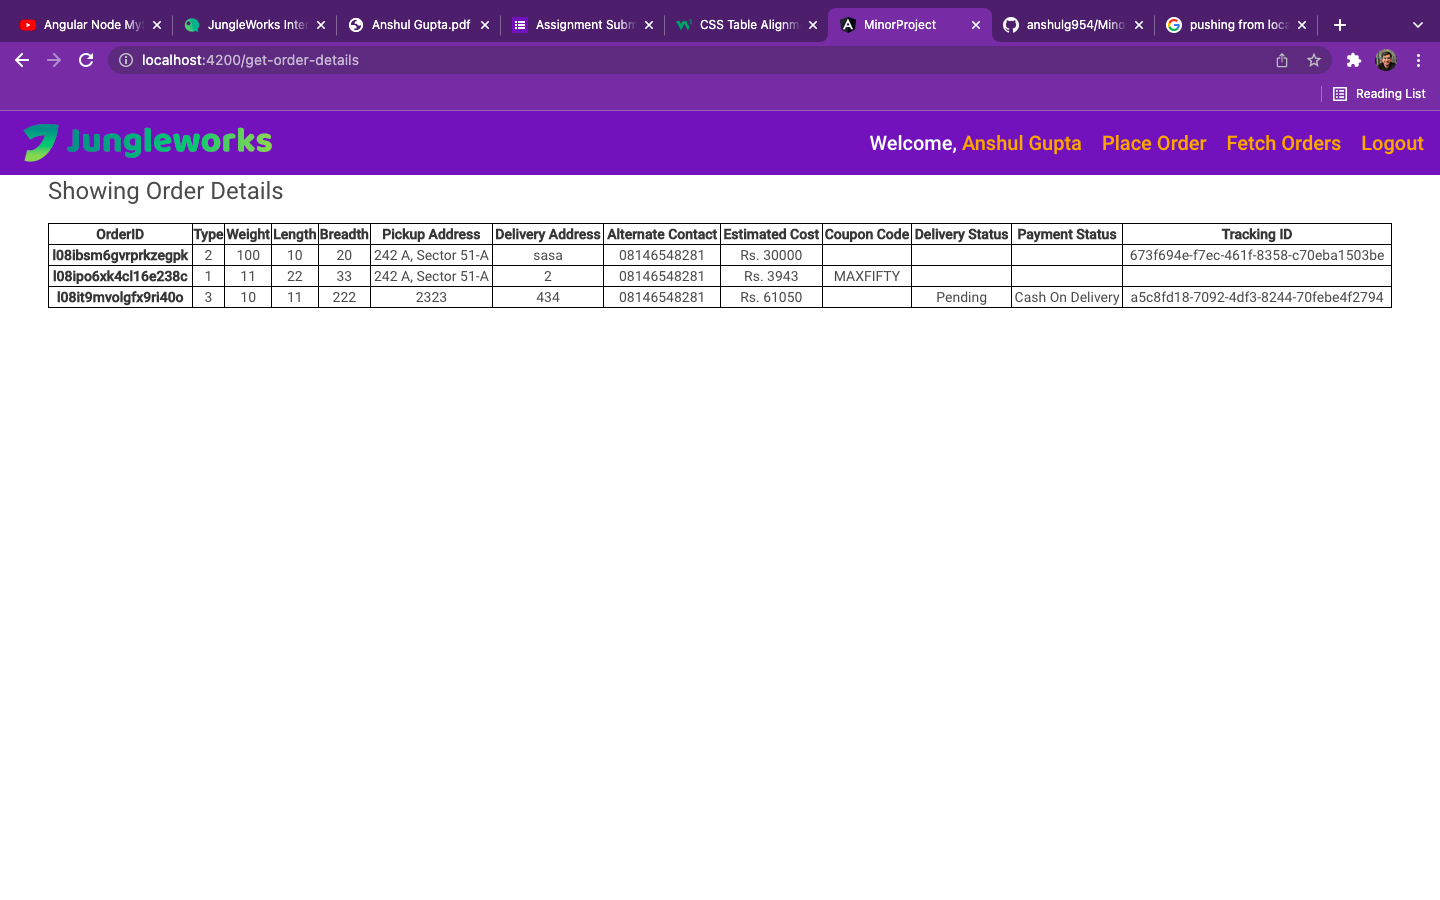 Angular Node My
JungleWorks Inte
Anshul Gupta.pdf
Assignment Subm
CSS Table Alignm
MinorProject
anshulg954/Mino
pushing from loca
localhost:4200/get-order-details
Reading List
Jungleworks
Welcome, Anshul Gupta Place Order Fetch Orders Logout
Showing Order Details
OrderID Type Weight Length Breadth Pickup Address Delivery Address Alternate Contact Estimated Cost Coupon Code Delivery Status Payment Status Tracking ID
l08ibsm6gvrprkzegpk 2 100 10 20 242 A, Sector 51-A sasa 08146548281 Rs. 30000 673f694e-f7ec-461f-8358-c70eba1503be
l08ipo6xk4cl16e238c 1 11 22 33 242 A, Sector 51-A 2 08146548281 Rs. 3943 MAXFIFTY
l08it9mvolgfx9ri40o 3 10 11 222 2323 434 08146548281 Rs. 61050 Pending Cash On Delivery a5c8fd18-7092-4df3-8244-70febe4f2794